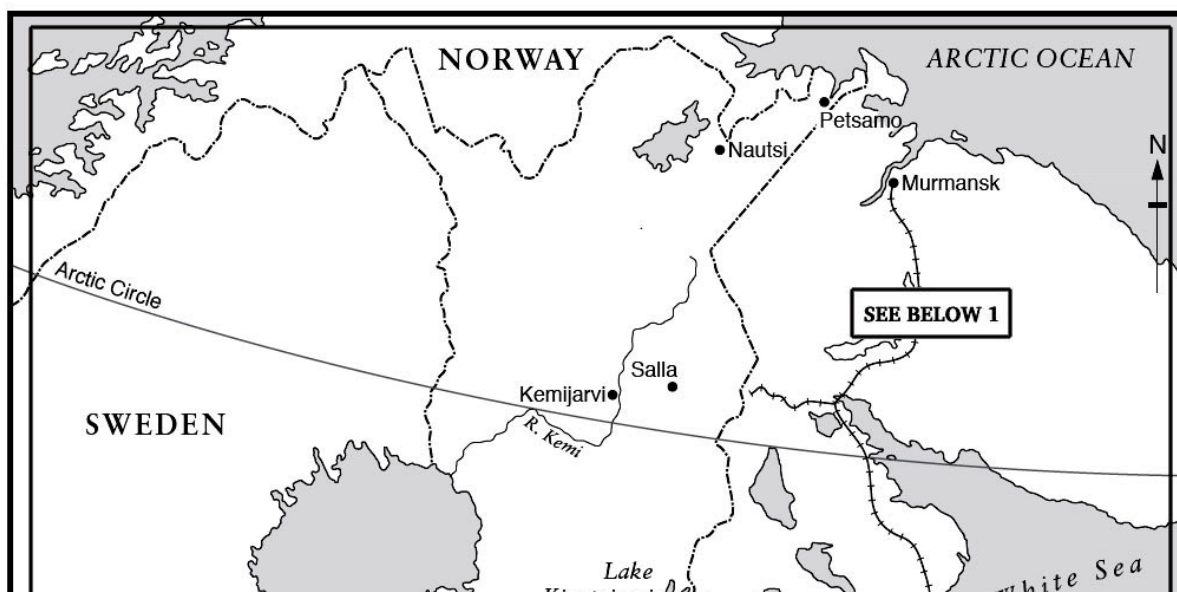 NORWAY
ARCTIC OCEAN
Petsamo
Nautsi
N
Murmansk
Arctic Circle
SEE BELOW 1
Salla
Kemijarvi
SWEDEN
R. Kemi
Lake
White Sea